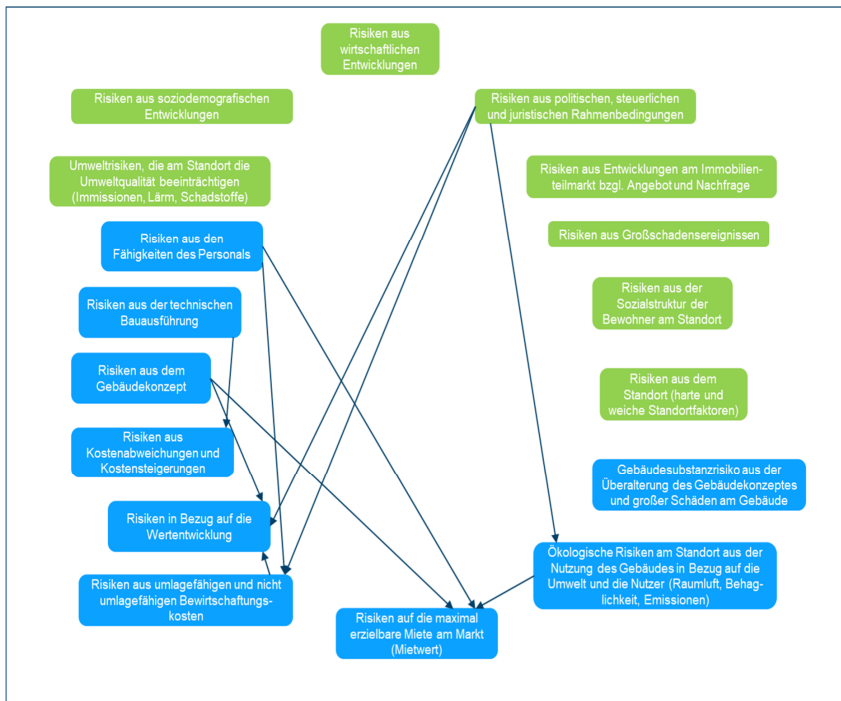 Risiken aus
wirtschaftlichen
Entwicklungen
Risiken aus soziodemografischen
Entwicklungen
Risiken aus politischen, steuerlichen
und juristischen Rahmenbedingungen
Umweltrisiken, die am Standort die
Umweltqualität beeinträchtigen
(Immissionen, Lärm, Schadstoffe)
Risiken aus Entwicklungen am Immobilien-
teilmarkt bzgl. Angebot und Nachfrage
Risiken aus den
Fähigkeiten des Personals
Risiken aus Großschadensereignissen
Risiken aus der technischen
Bauausführung
Risiken aus der
Sozialstruktur der
Bewohner am Standort
Risiken aus dem
Gebäudekonzept
Risiken aus dem
Standort (harte und
weiche Standortfaktoren)
Risiken aus
Kostenabweichungen und
Kostensteigerungen
Gebäudesubstanzrisiko aus der
Überalterung des Gebäudekonzeptes
und großer Schäden am Gebäude
Risiken in Bezug auf die
Wertentwicklung
Ökologische Risiken am Standort aus der
Nutzung des Gebäudes in Bezug auf die
Umwelt und die Nutzer (Raumluft, Behag-
lichkeit, Emissionen)
Risiken aus umlagefähigen und nicht
umlagefähigen Bewirtschaftungs-
kosten
Risiken auf die maximal
erzielbare Miete am Markt
(Mietwert)